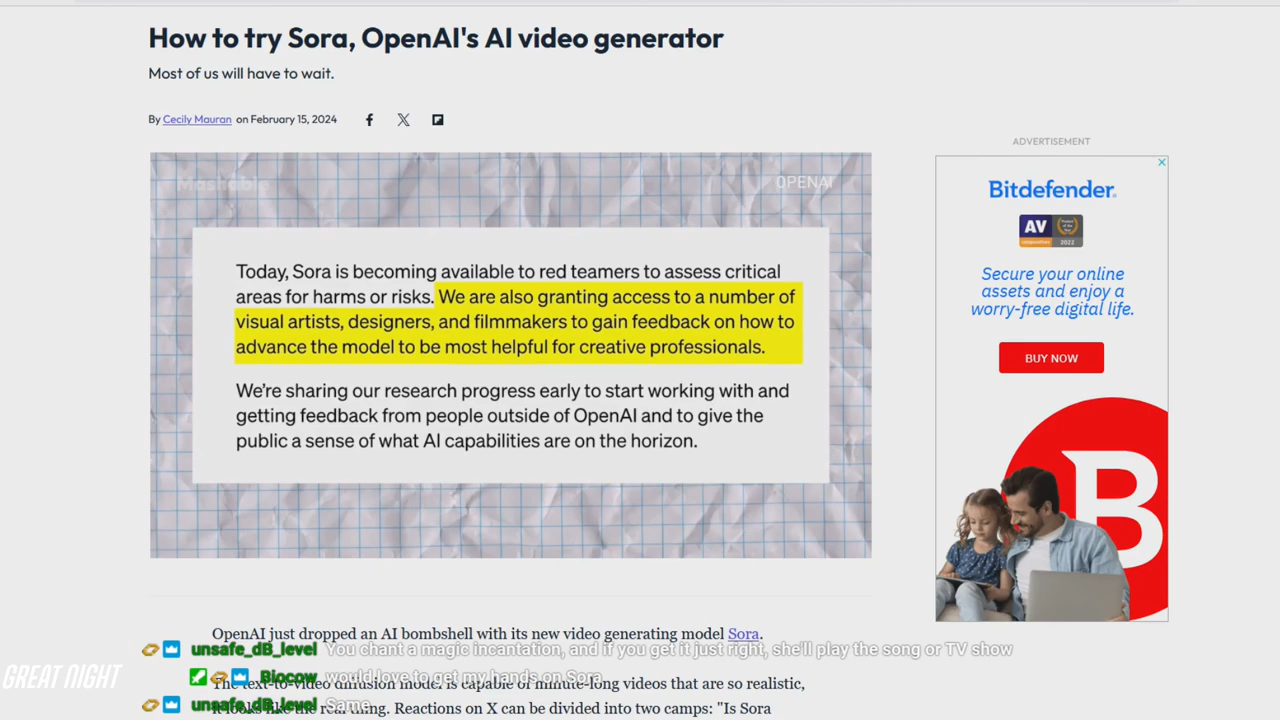 How to try Sora, OpenAI's AI video generator
Most of us will have to wait.
By Cecily Mauran on February 15, 2024
Mashable
OPENAI
Today, Sora is becoming available to red teamers to assess critical
areas for harms or risks. We are also granting access to a number of
visual artists, designers, and filmmakers to gain feedback on how to
advance the model to be most helpful for creative professionals.
We're sharing our research progress early to start working with and
getting feedback from people outside of OpenAI and to give the
public a sense of what AI capabilities are on the horizon.
ADVERTISEMENT
Bitdefender.
AV
2022
Secure your online
assets and enjoy a
worry-free digital life.
BUY NOW
B
OpenAI just dropped an AI bombshell with its new video generating model Sora.
unsafe_dB_level You chant a magic incantation, and if you get it just right, she'll play the song or TV show
GREAT NIGHT
Biocow would love to get my hands on Sora
The text-to-video diffusion model is capable of minute-long videos that are so realistic,
unsafe_dB_level Same
it looks like the real thing. Reactions on X can be divided into two camps: "Is Sora